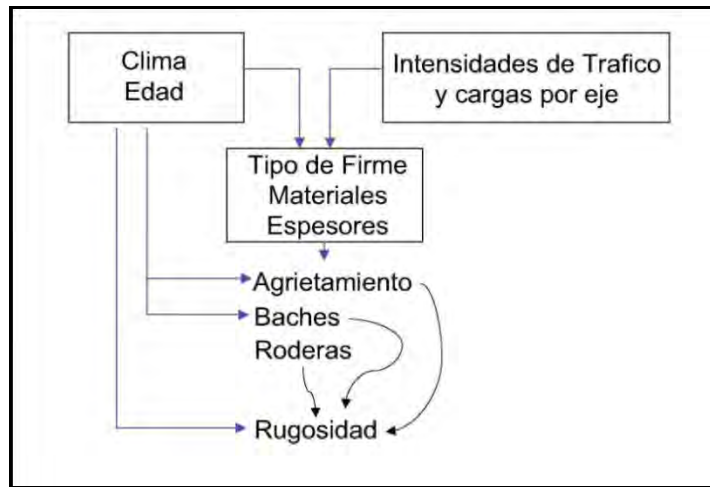 Clima
Edad
Intensidades de Trafico
y cargas por eje
Tipo de Firme
Materiales
Espesores
Agrietamiento
Baches
Roderas
Rugosidad